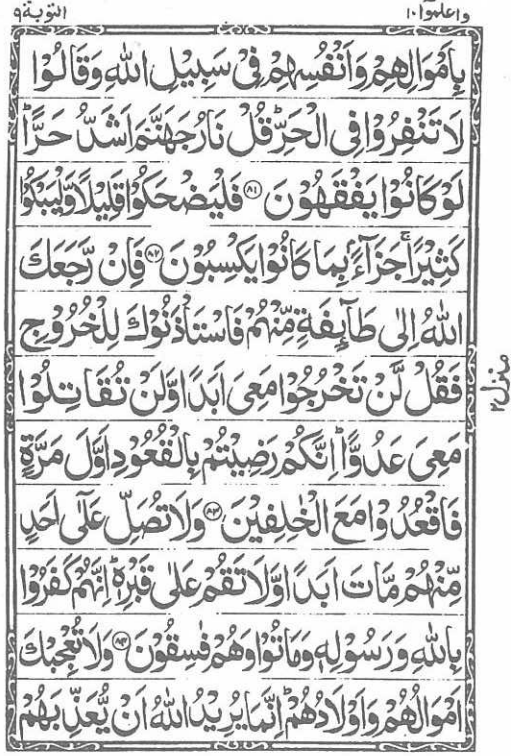 واعلموا ١٠
التوبة ٩
بِاَمْوَالِهِمْ وَاَنْفُسِهِمْ فِیْ سَبِیْلِ اللّٰهِ وَقَالُوْا
لَا تَنْفِرُوْا فِی الْحَرِّ ؕ قُلْ نَارُ جَهَنَّمَ اَشَدُّ حَرًّا ؕ
لَوْ كَانُوْا یَفْقَهُوْنَ ﴿۸۱﴾ فَلْیَضْحَكُوْا قَلِیْلًا وَّلْیَبْكُوْا
كَثِیْرًا ۚ جَزَآءًۢ بِمَا كَانُوْا یَكْسِبُوْنَ ﴿۸۲﴾ فَاِنْ رَّجَعَكَ
اللّٰهُ اِلٰی طَآىِٕفَةٍ مِّنْهُمْ فَاسْتَاْذَنُوْكَ لِلْخُرُوْجِ
فَقُلْ لَّنْ تَخْرُجُوْا مَعِیَ اَبَدًا وَّلَنْ تُقَاتِلُوْا
مَعِیَ عَدُوًّا ؕ اِنَّكُمْ رَضِیْتُمْ بِالْقُعُوْدِ اَوَّلَ مَرَّةٍ
فَاقْعُدُوْا مَعَ الْخٰلِفِیْنَ ﴿۸۳﴾ وَلَا تُصَلِّ عَلٰۤی اَحَدٍ
مِّنْهُمْ مَّاتَ اَبَدًا وَّلَا تَقُمْ عَلٰی قَبْرِهٖ ؕ اِنَّهُمْ كَفَرُوْا
بِاللّٰهِ وَرَسُوْلِهٖ وَمَاتُوْا وَهُمْ فٰسِقُوْنَ ﴿۸۴﴾ وَلَا تُعْجِبْكَ
اَمْوَالُهُمْ وَاَوْلَادُهُمْ ؕ اِنَّمَا یُرِیْدُ اللّٰهُ اَنْ یُّعَذِّبَهُمْ
منزل ٢